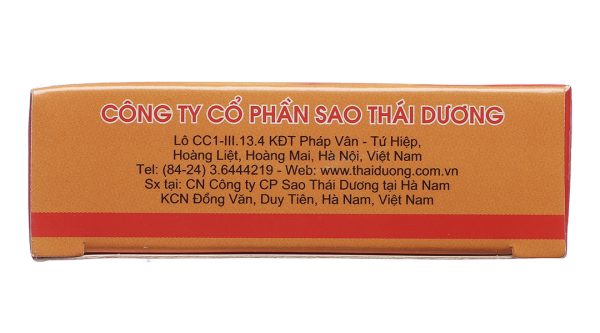 CÔNG TY CỔ PHẦN SAO THÁI DƯƠNG
Lô CC1-III.13.4 KĐT Pháp Vân - Tứ Hiệp,
Hoàng Liệt, Hoàng Mai, Hà Nội, Việt Nam
Tel: (84-24) 3.6444219 - Web: www.thaiduong.com.vn
Sx tại: CN Công ty CP Sao Thái Dương tại Hà Nam
KCN Đồng Văn, Duy Tiên, Hà Nam, Việt Nam